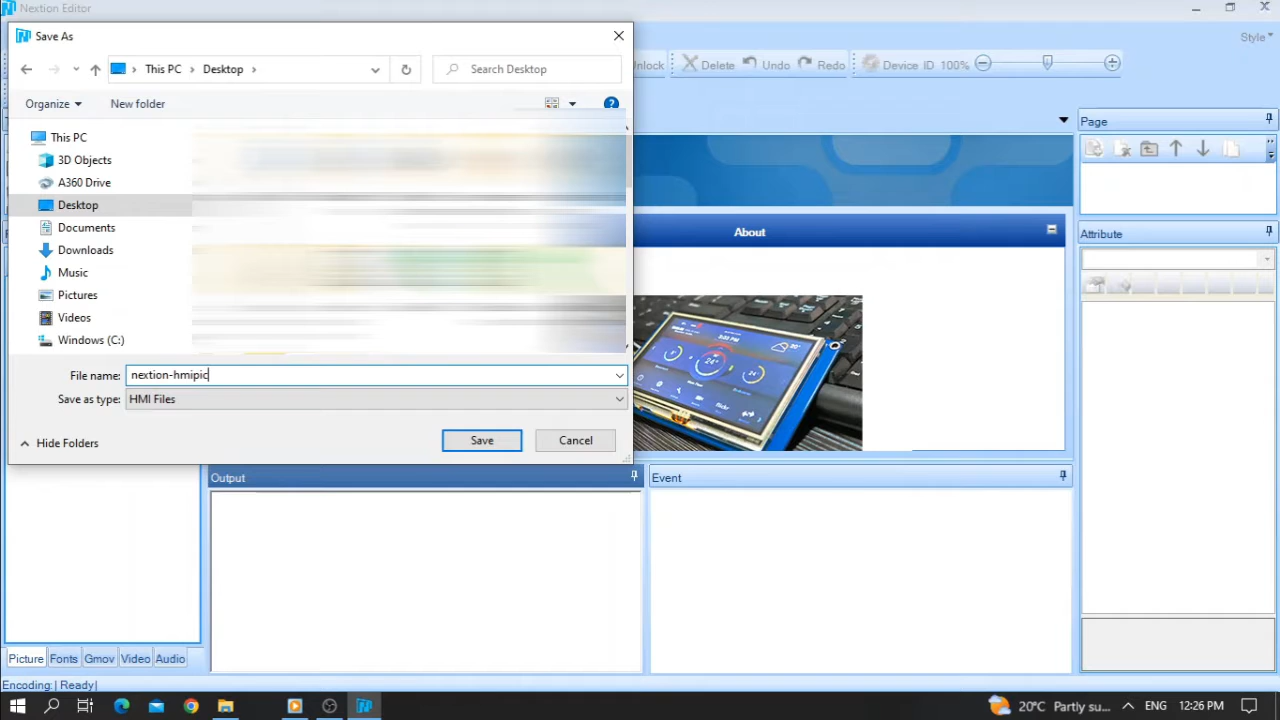 Nextion Editor
Save As
Style
This PC
Desktop
Search Desktop
nlock
Delete
Undo
Redo
Device
ID
100%
Organize
New folder
Page
This PC
3D Objects
A360 Drive
Desktop
Documents
Downloads
Music
Pictures
Videos
Windows (C:)
About
Attribute
File name:
nextion-hmipic
Save as type:
HMI Files
Hide Folders
Save
Cancel
Output
Event
Picture
Fonts
Gmov
Video
Audio
Encoding:| Ready|
20°C Partly su...
ENG
12:26 PM